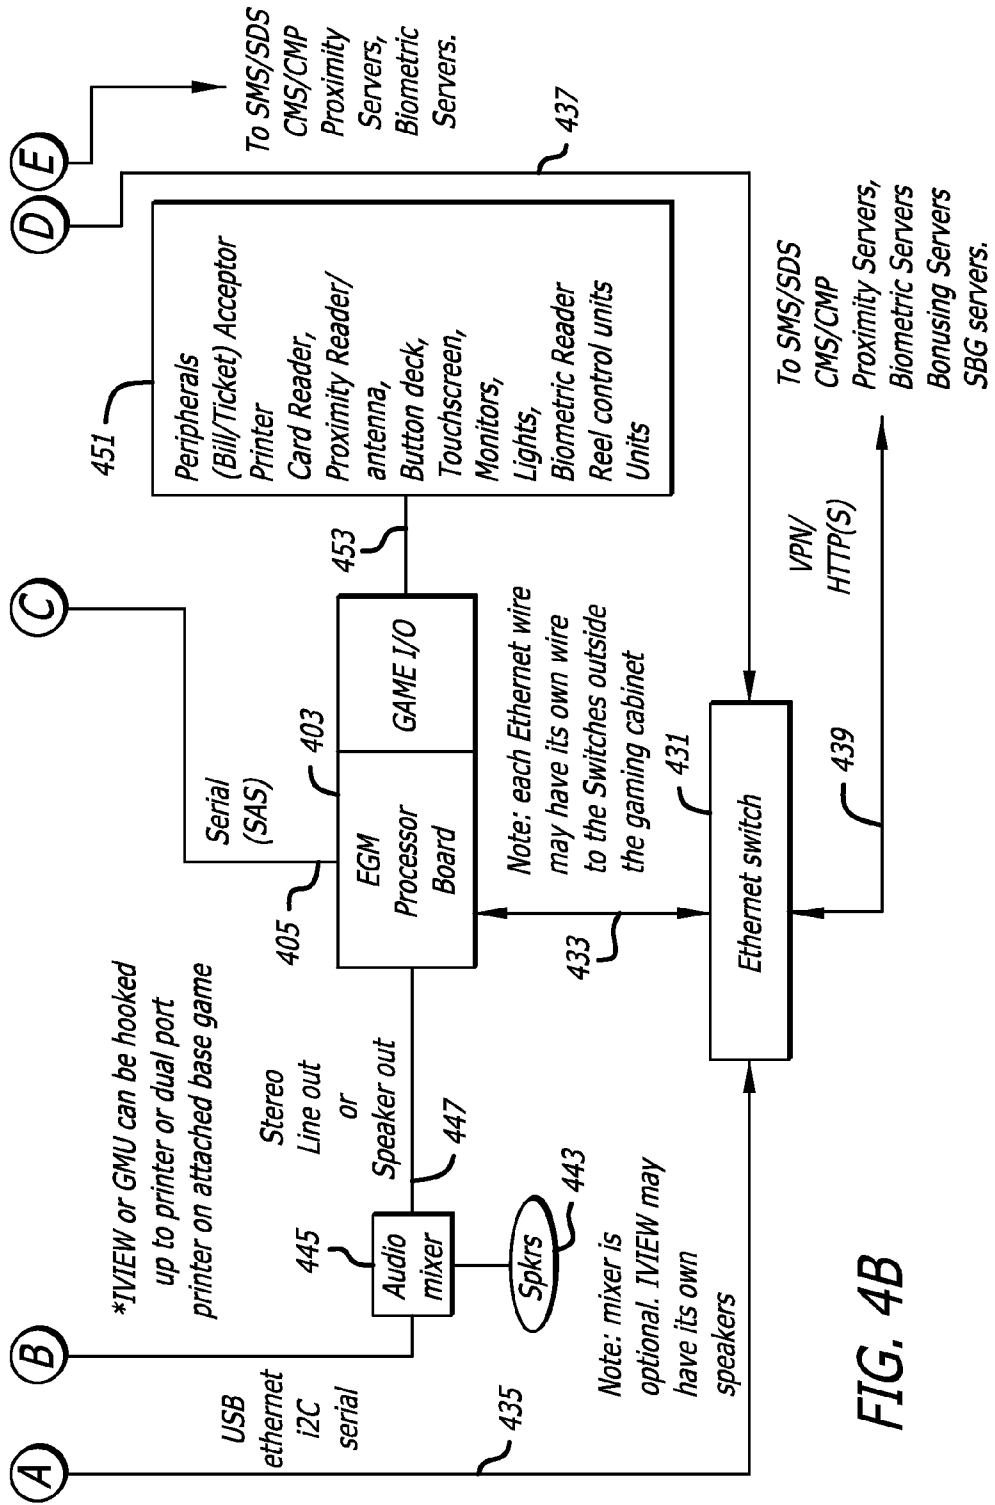 A
B
C
D
E
USB
ethernet
i2C
serial
*IVIEW or GMU can be hooked
up to printer or dual port
printer on attached base game
Serial
(SAS)
To SMS/SDS
CMS/CMP
Proximity
Servers,
Biometric
Servers.
435
445
Audio
mixer
Stereo
Line out
or
Speaker out
447
Spkrs
443
405
403
EGM
Processor
Board
GAME I/O
453
451
Peripherals
(Bill/Ticket) Acceptor
Printer
Card Reader,
Proximity Reader/
antenna,
Button deck,
Touchscreen,
Monitors,
Lights,
Biometric Reader
Reel control units
Units
437
Note: mixer is
optional. IVIEW may
have its own
speakers
433
Note: each Ethernet wire
may have its own wire
to the Switches outside
the gaming cabinet
431
Ethernet switch
439
VPN/
HTTP(S)
To SMS/SDS
CMS/CMP
Proximity Servers,
Biometric Servers
Bonusing Servers
SBG servers.
FIG. 4B